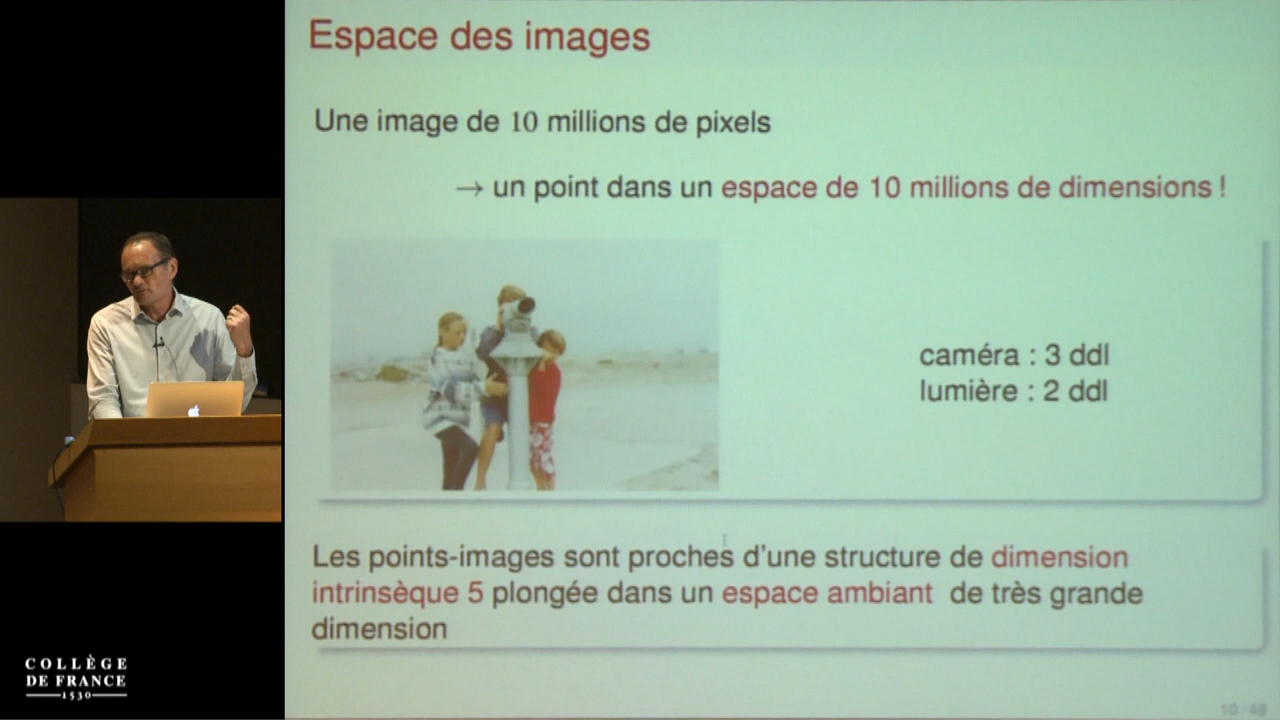 Espace des images
Une image de 10 millions de pixels
→ un point dans un espace de 10 millions de dimensions !
caméra : 3 ddl
lumière : 2 ddl
Les points-images sont proches d'une structure de dimension
intrinsèque 5 plongée dans un espace ambiant de très grande
dimension
COLLÈGE
DE FRANCE
1530
10 / 48